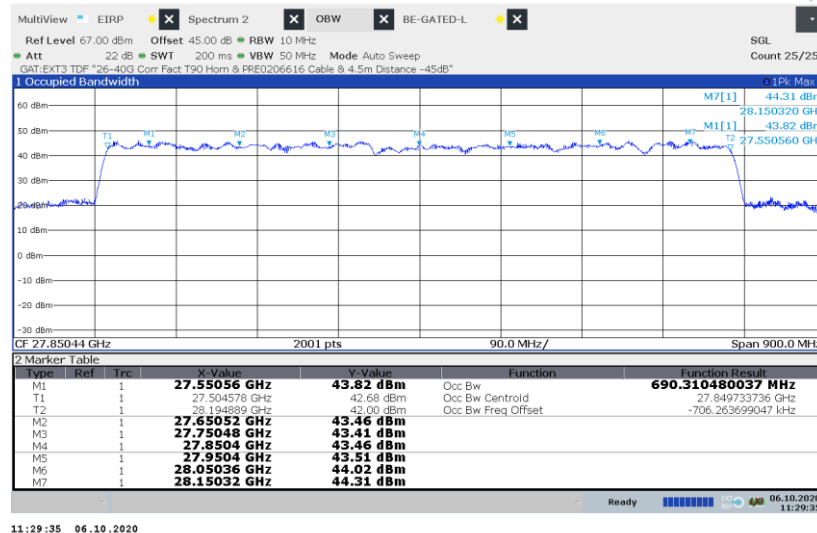 MultiView EIRP X Spectrum 2 X OBW X BE-GATED-L X
Ref Level 67.00 dBm Offset 45.00 dB RBW 10 MHz SGL
Att 22 dB SWT 200 ms VBW 50 MHz Mode Auto Sweep Count 25/25
GAT:EXT3 TDF "26-40G Corr Fact T90 Horn & PRE0206616 Cable & 4.5m Distance -45dB"
1 Occupied Bandwidth 1Pk Max
M7[1] 44.31 dBm
28.150320 GH
M1[1] 43.82 dBm
27.550560 GH
60 dBm
50 dBm
T1 M1 M2 M3 M4 M5 M6 M7 T2
40 dBm
30 dBm
20 dBm
10 dBm
0 dBm
-10 dBm
-20 dBm
-30 dBm
CF 27.85044 GHz 2001 pts 90.0 MHz/ Span 900.0 MHz
2 Marker Table
Type Ref Trc X-Value Y-Value Function Function Result
M1 1 27.55056 GHz 43.82 dBm Occ Bw 690.310480037 MHz
T1 1 27.504578 GHz 42.68 dBm Occ Bw Centroid 27.849733736 GHz
T2 1 28.194889 GHz 42.00 dBm Occ Bw Freq Offset -706.263699047 kHz
M2 1 27.65052 GHz 43.46 dBm
M3 1 27.75048 GHz 43.41 dBm
M4 1 27.8504 GHz 43.46 dBm
M5 1 27.9504 GHz 43.51 dBm
M6 1 28.05036 GHz 44.02 dBm
M7 1 28.15032 GHz 44.31 dBm
Ready EXT REF 06.10.2020
11:29:35
11:29:35 06.10.2020